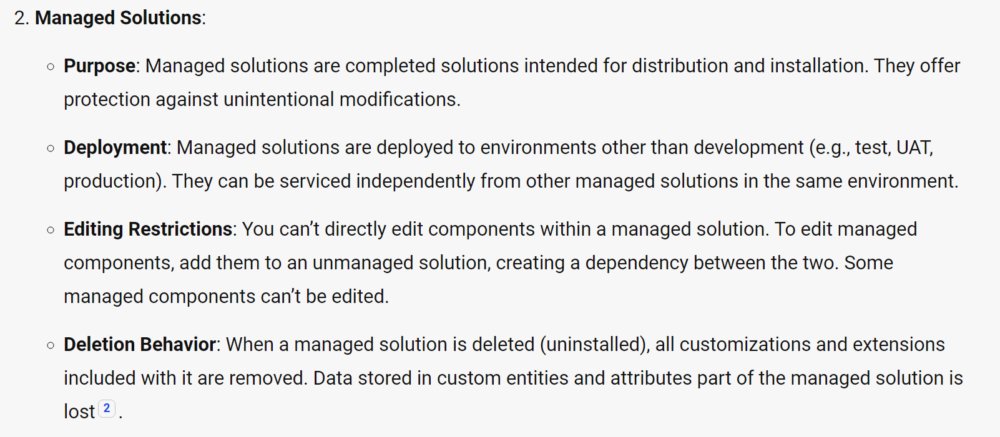 2. Managed Solutions:
○ Purpose: Managed solutions are completed solutions intended for distribution and installation. They offer
protection against unintentional modifications.
○ Deployment: Managed solutions are deployed to environments other than development (e.g., test, UAT,
production). They can be serviced independently from other managed solutions in the same environment.
○ Editing Restrictions: You can’t directly edit components within a managed solution. To edit managed
components, add them to an unmanaged solution, creating a dependency between the two. Some
managed components can’t be edited.
○ Deletion Behavior: When a managed solution is deleted (uninstalled), all customizations and extensions
included with it are removed. Data stored in custom entities and attributes part of the managed solution is
lost 2 .